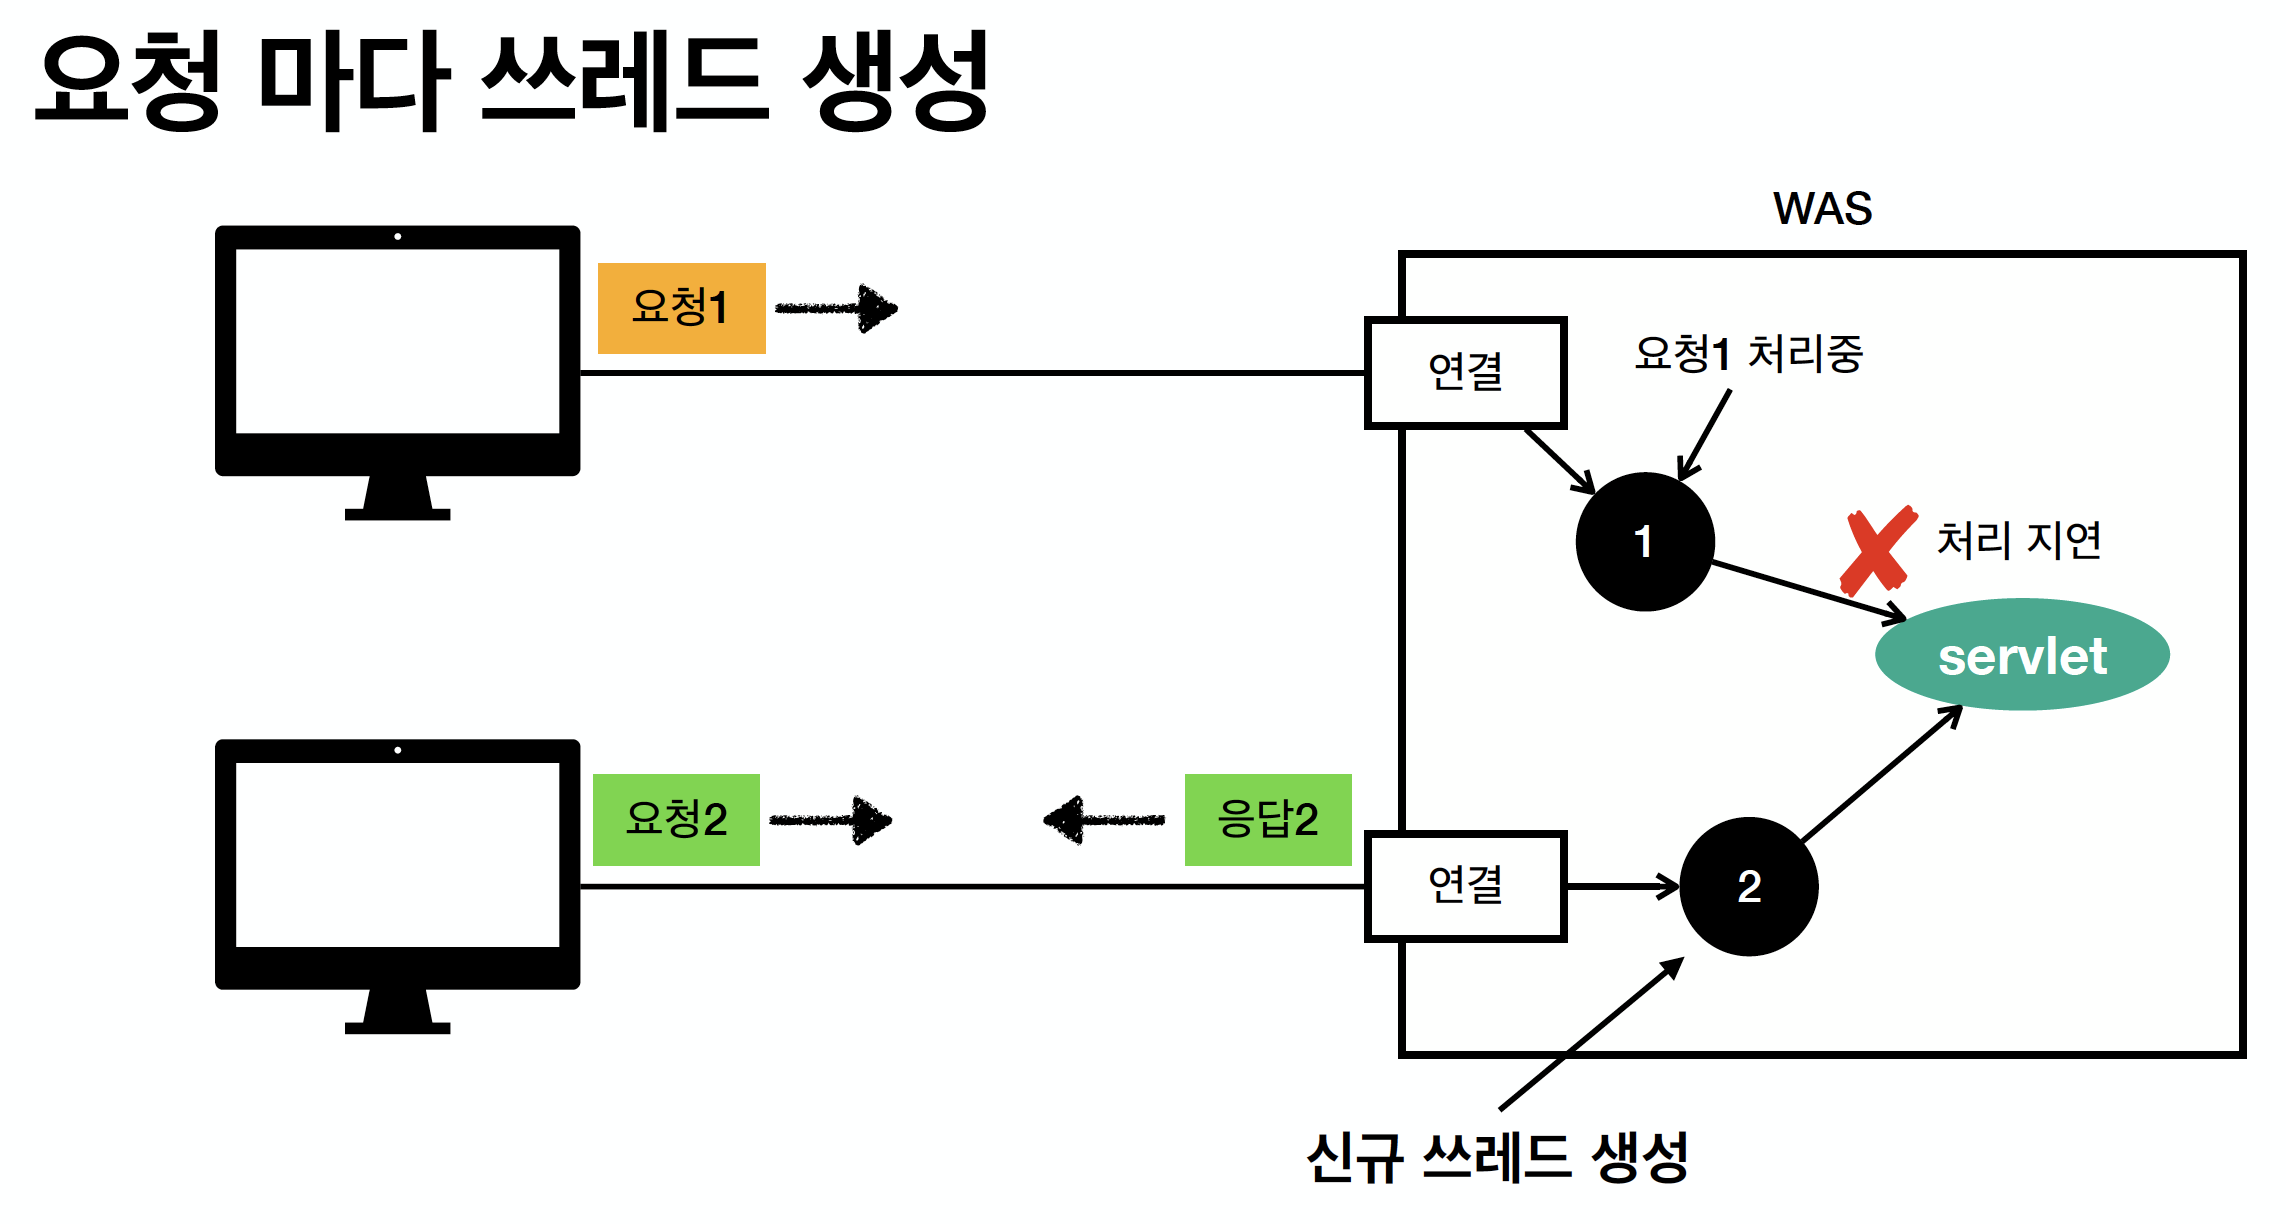 요청 마다 쓰레드 생성
WAS
요청1
연결
요청1 처리중
1
처리 지연
servlet
요청2
응답2
연결
2
신규 쓰레드 생성